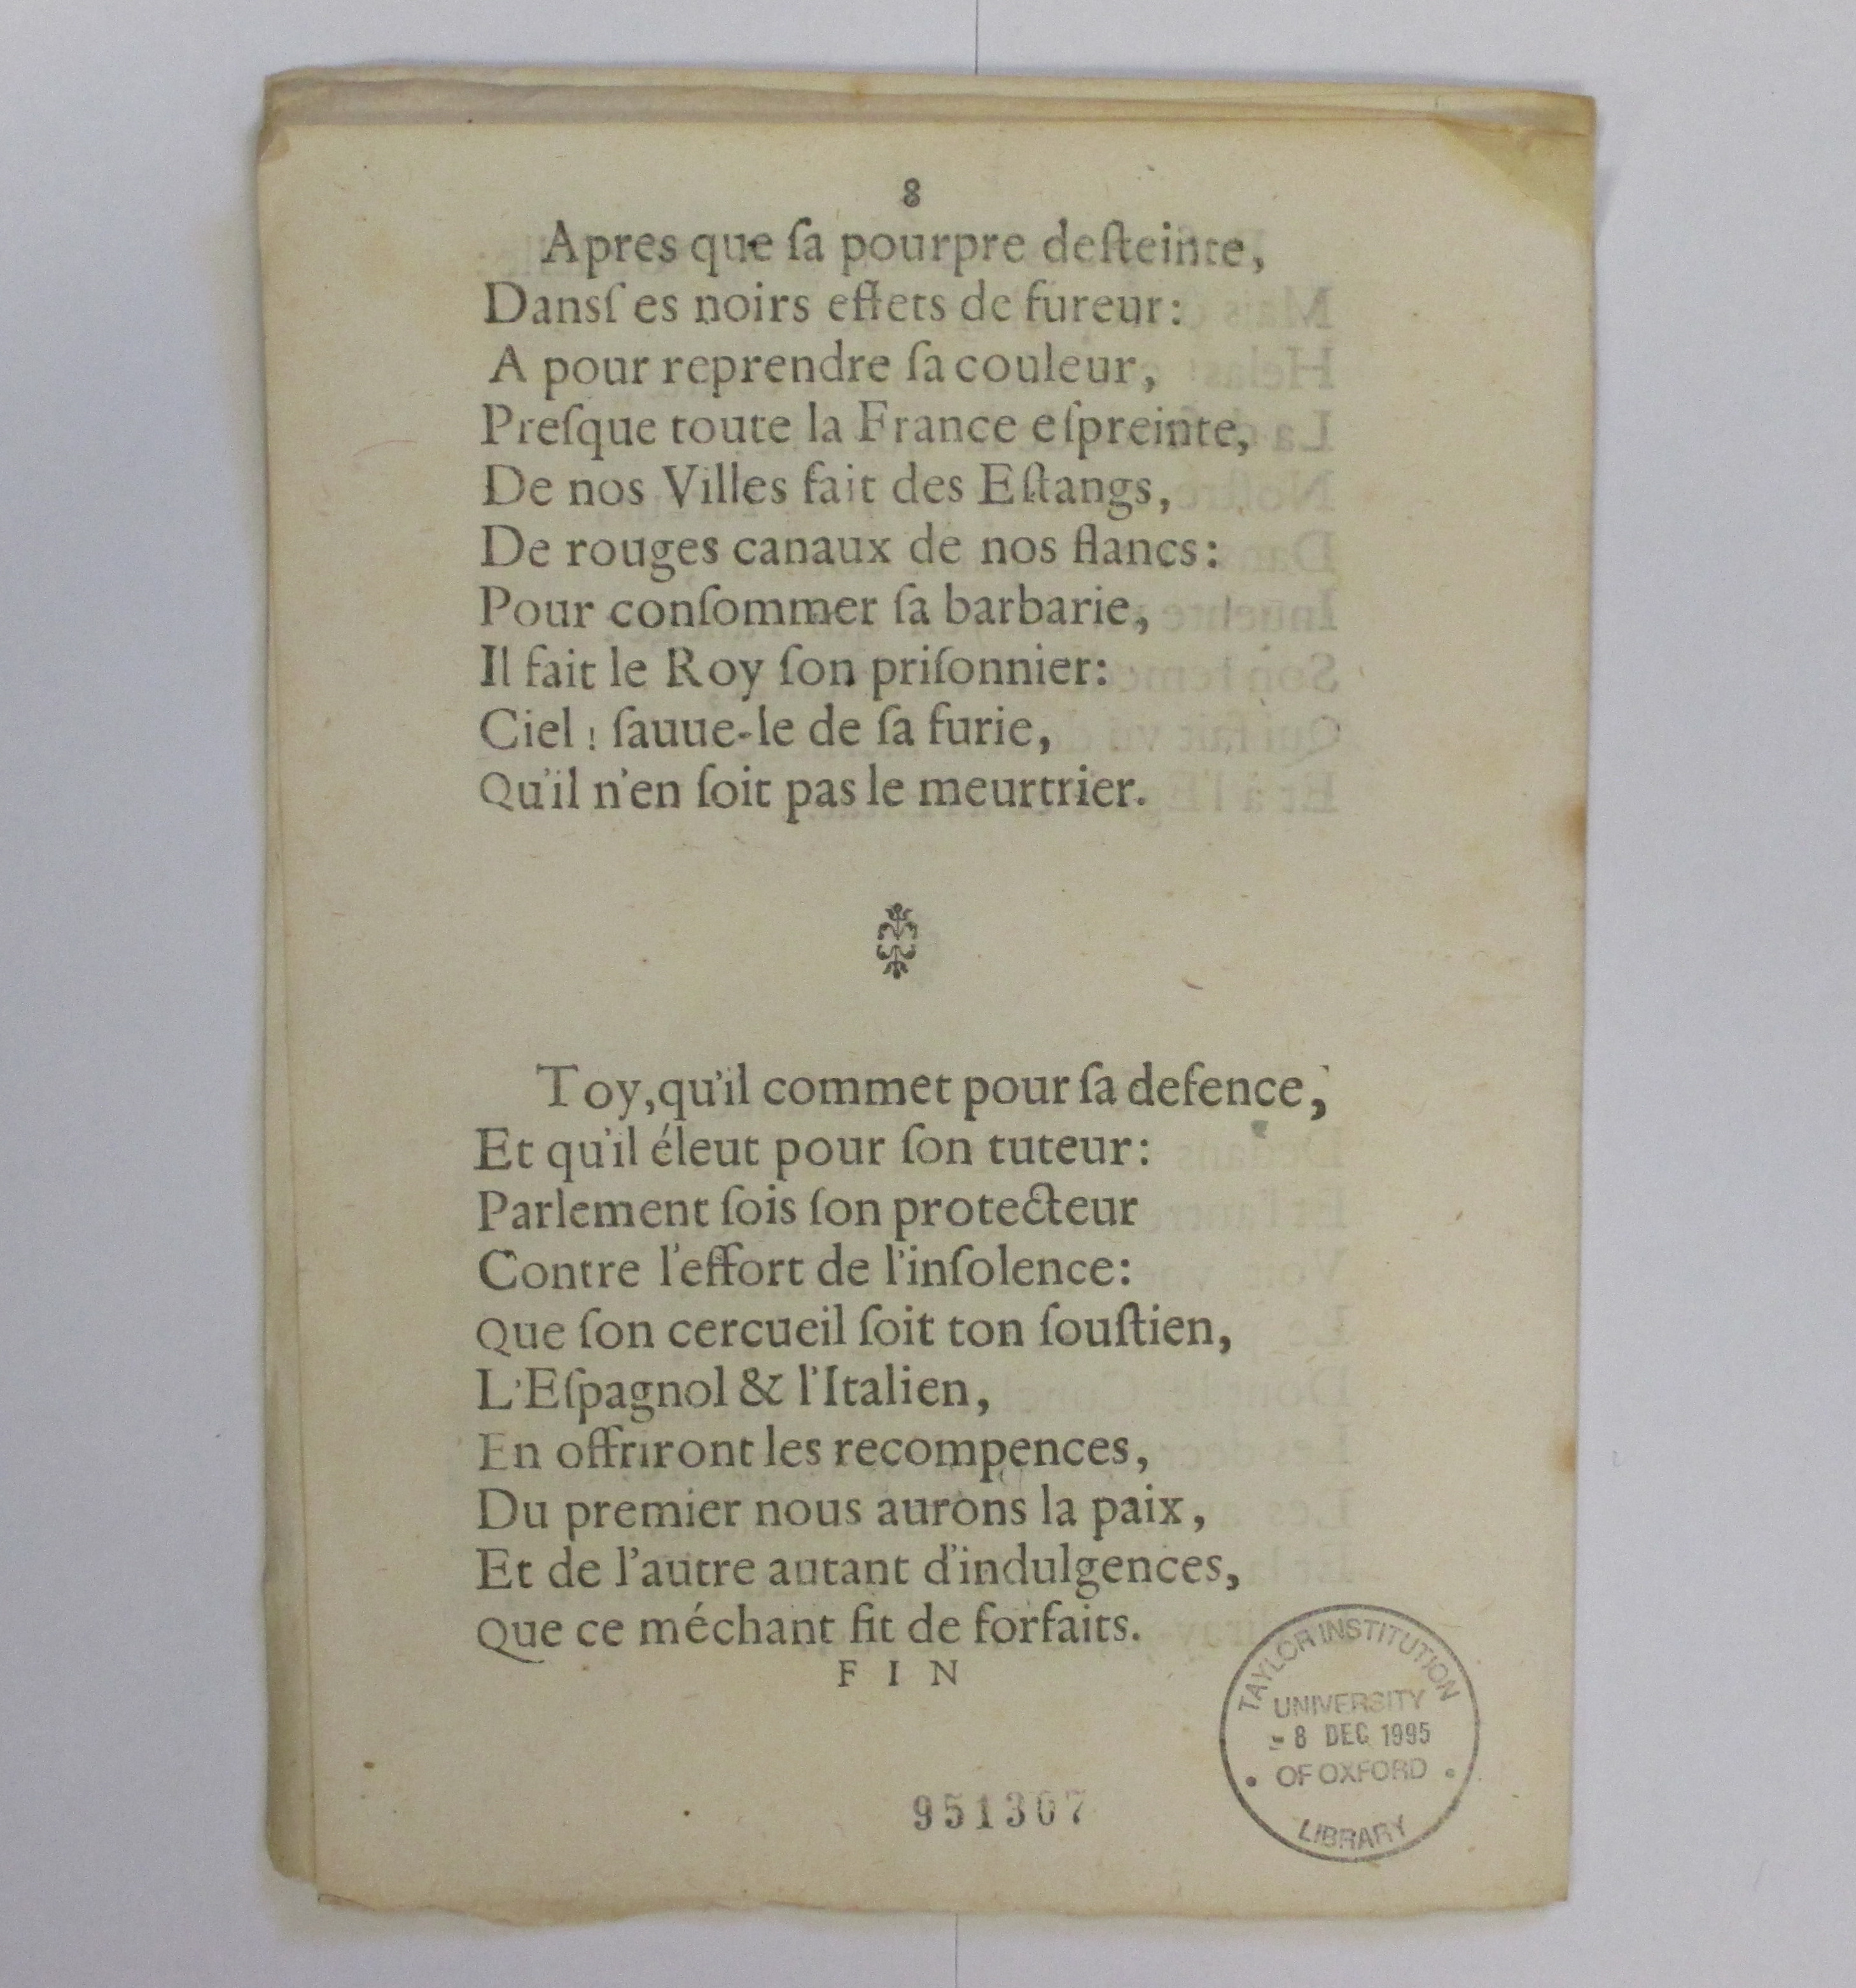 8
Apres que ſa pourpre deſteinte,
Dansſ es noirs effets de fureur:
A pour reprendre ſa couleur,
Preſque toute la France eſpreinte,
De nos Villes fait des Eſtangs,
De rouges canaux de nos flancs:
Pour conſommer ſa barbarie,
Il fait le Roy ſon priſonnier:
Ciel ! ſauue-le de ſa furie,
Qu'il n'en ſoit pas le meurtrier.
Toy, qu'il commet pour ſa defence,
Et qu'il éleut pour ſon tuteur:
Parlement ſois ſon protecteur
Contre l'effort de l'inſolence:
Que ſon cercueil ſoit ton ſouſtien,
L'Eſpagnol & l'Italien,
En offriront les recompences,
Du premier nous aurons la paix,
Et de l'autre autant d'indulgences,
Que ce méchant fit de forfaits.
FIN
TAYLOR INSTITUTION
UNIVERSITY
- 8 DEC 1995
• OF OXFORD •
LIBRARY
951307